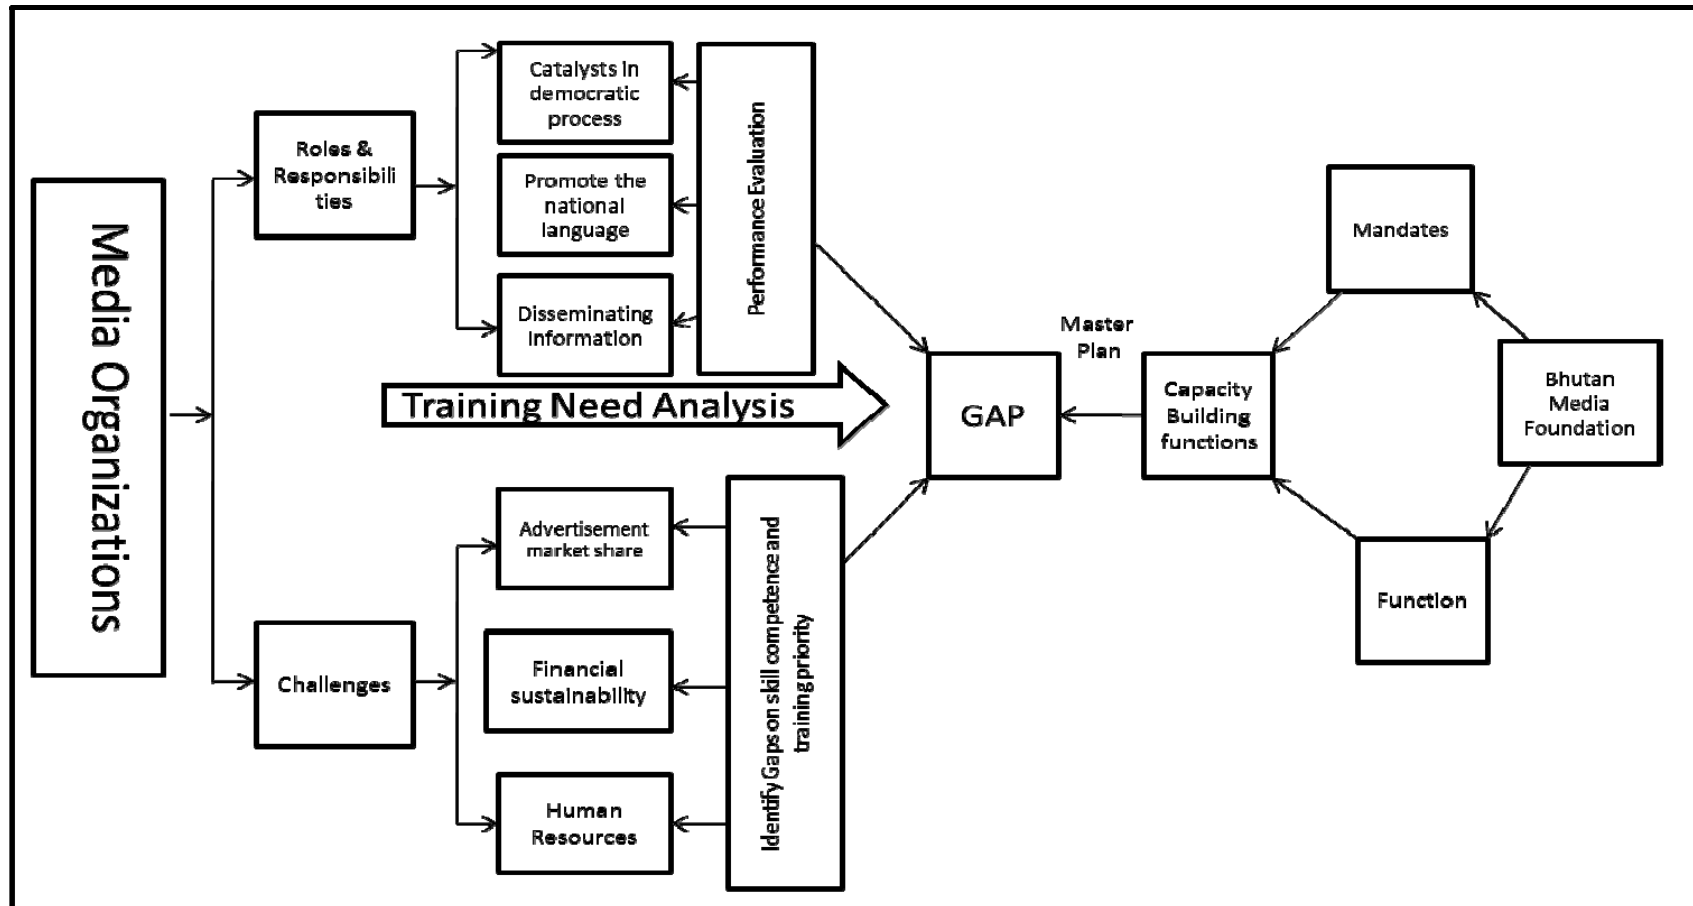 Media Organizations
Roles &
Responsibili
ties
Challenges
Catalysts in
democratic
process
Promote the
national
language
Disseminating
Information
Performance Evaluation
Training Need Analysis
Advertisement
market share
Financial
sustainability
Human
Resources
Identify Gaps on skill competence and
training priority
GAP
Master
Plan
Capacity
Building
functions
Mandates
Bhutan
Media
Foundation
Function